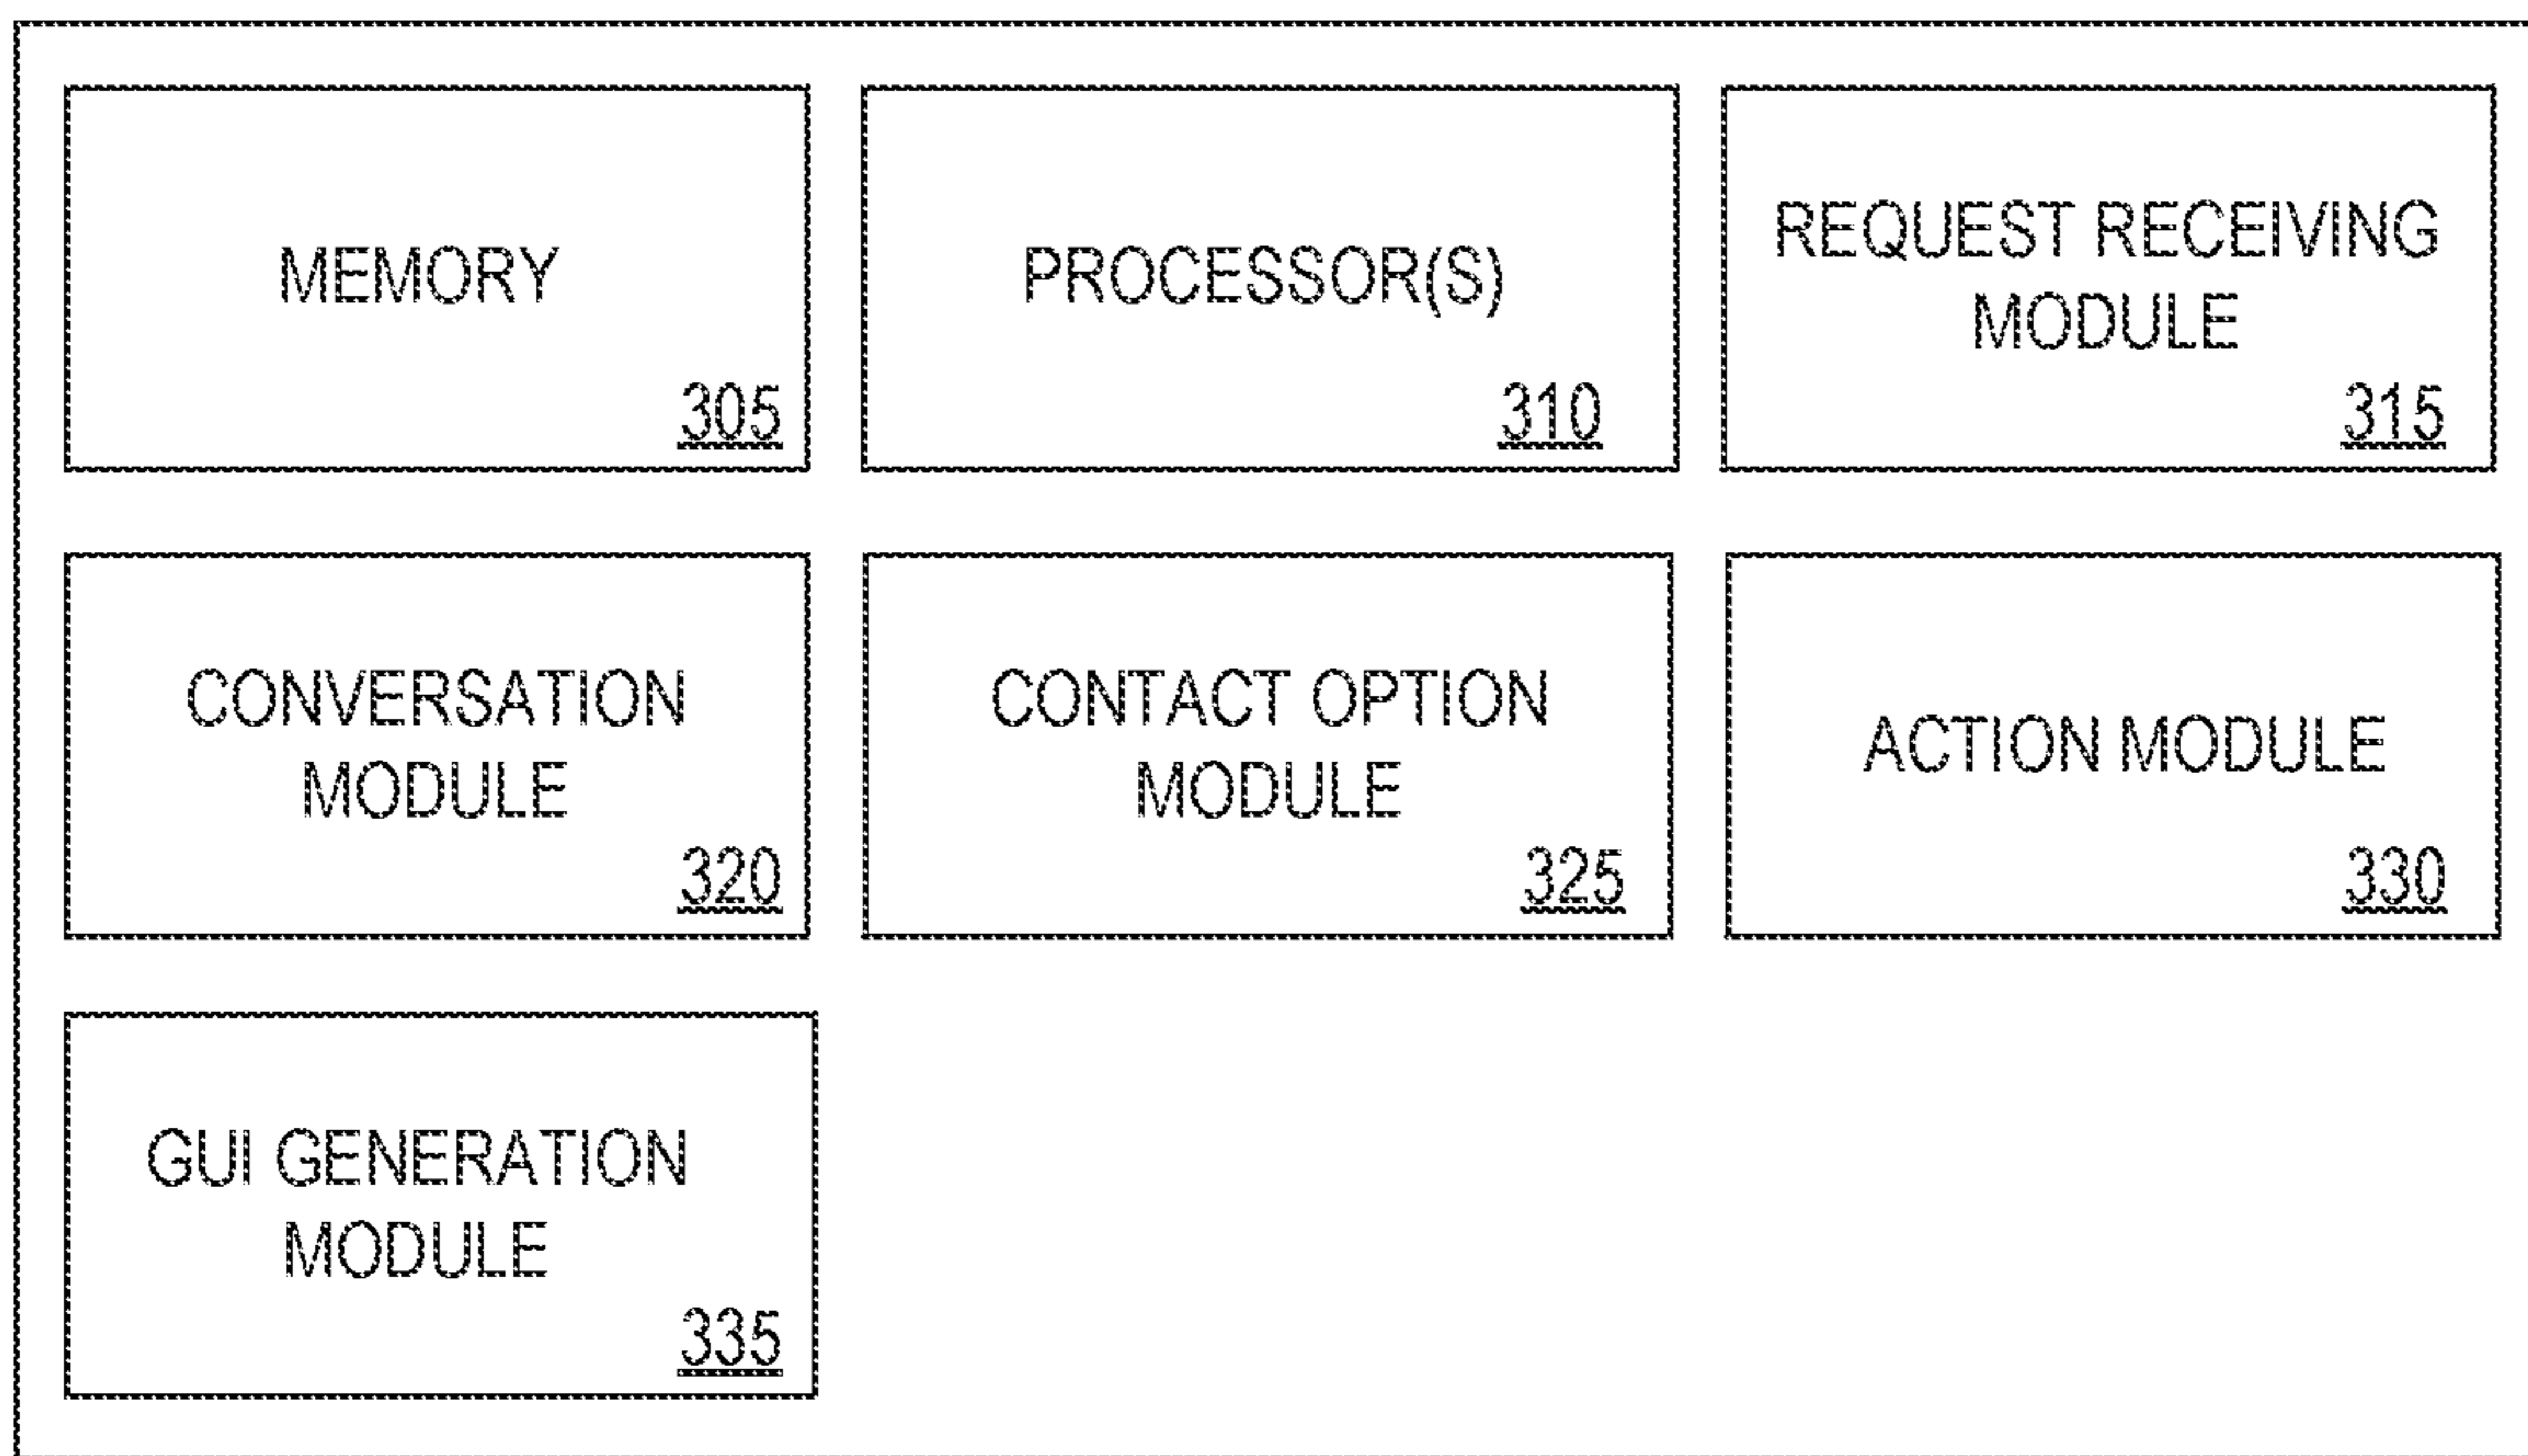 MEMORY
305
PROCESSOR(S)
310
REQUEST RECEIVING
MODULE
315
CONVERSATION
MODULE
320
CONTACT OPTION
MODULE
325
ACTION MODULE
330
GUI GENERATION
MODULE
335